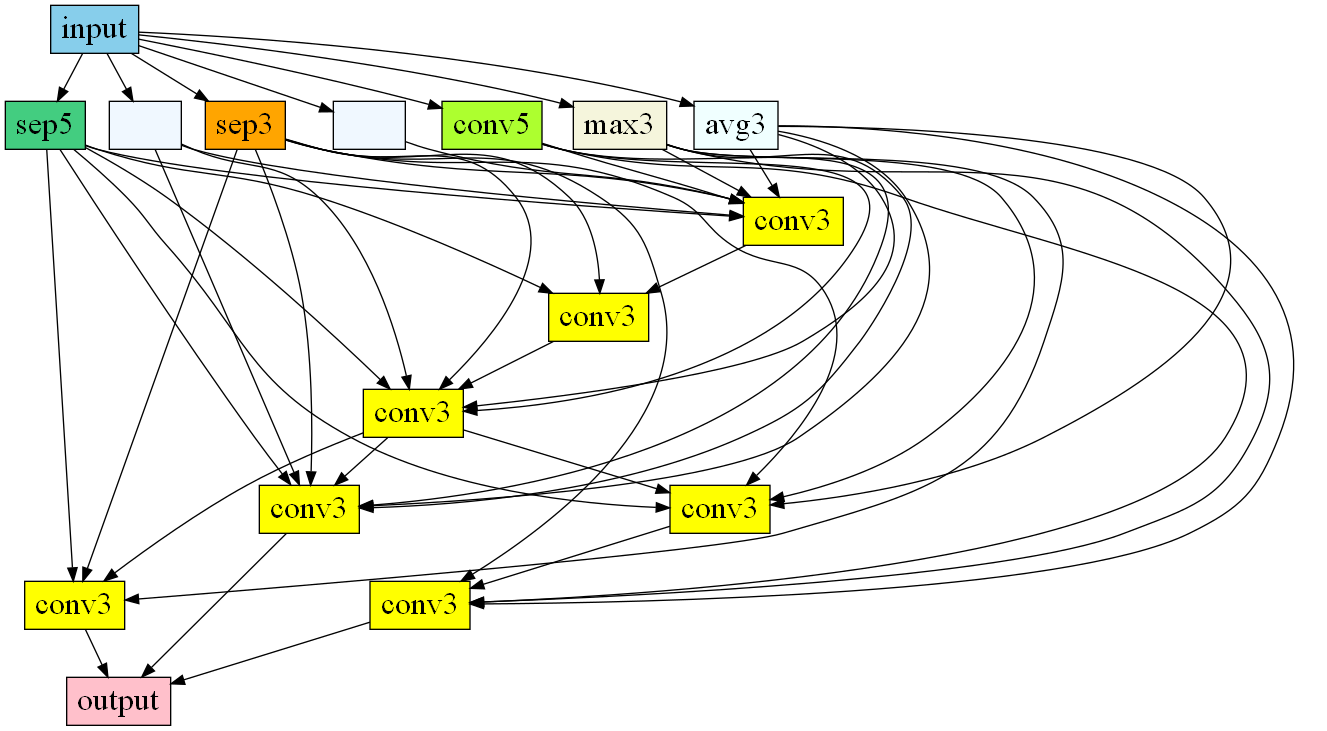 input
sep5
sep3
conv5
max3
avg3
conv3
conv3
conv3
conv3
conv3
conv3
conv3
output